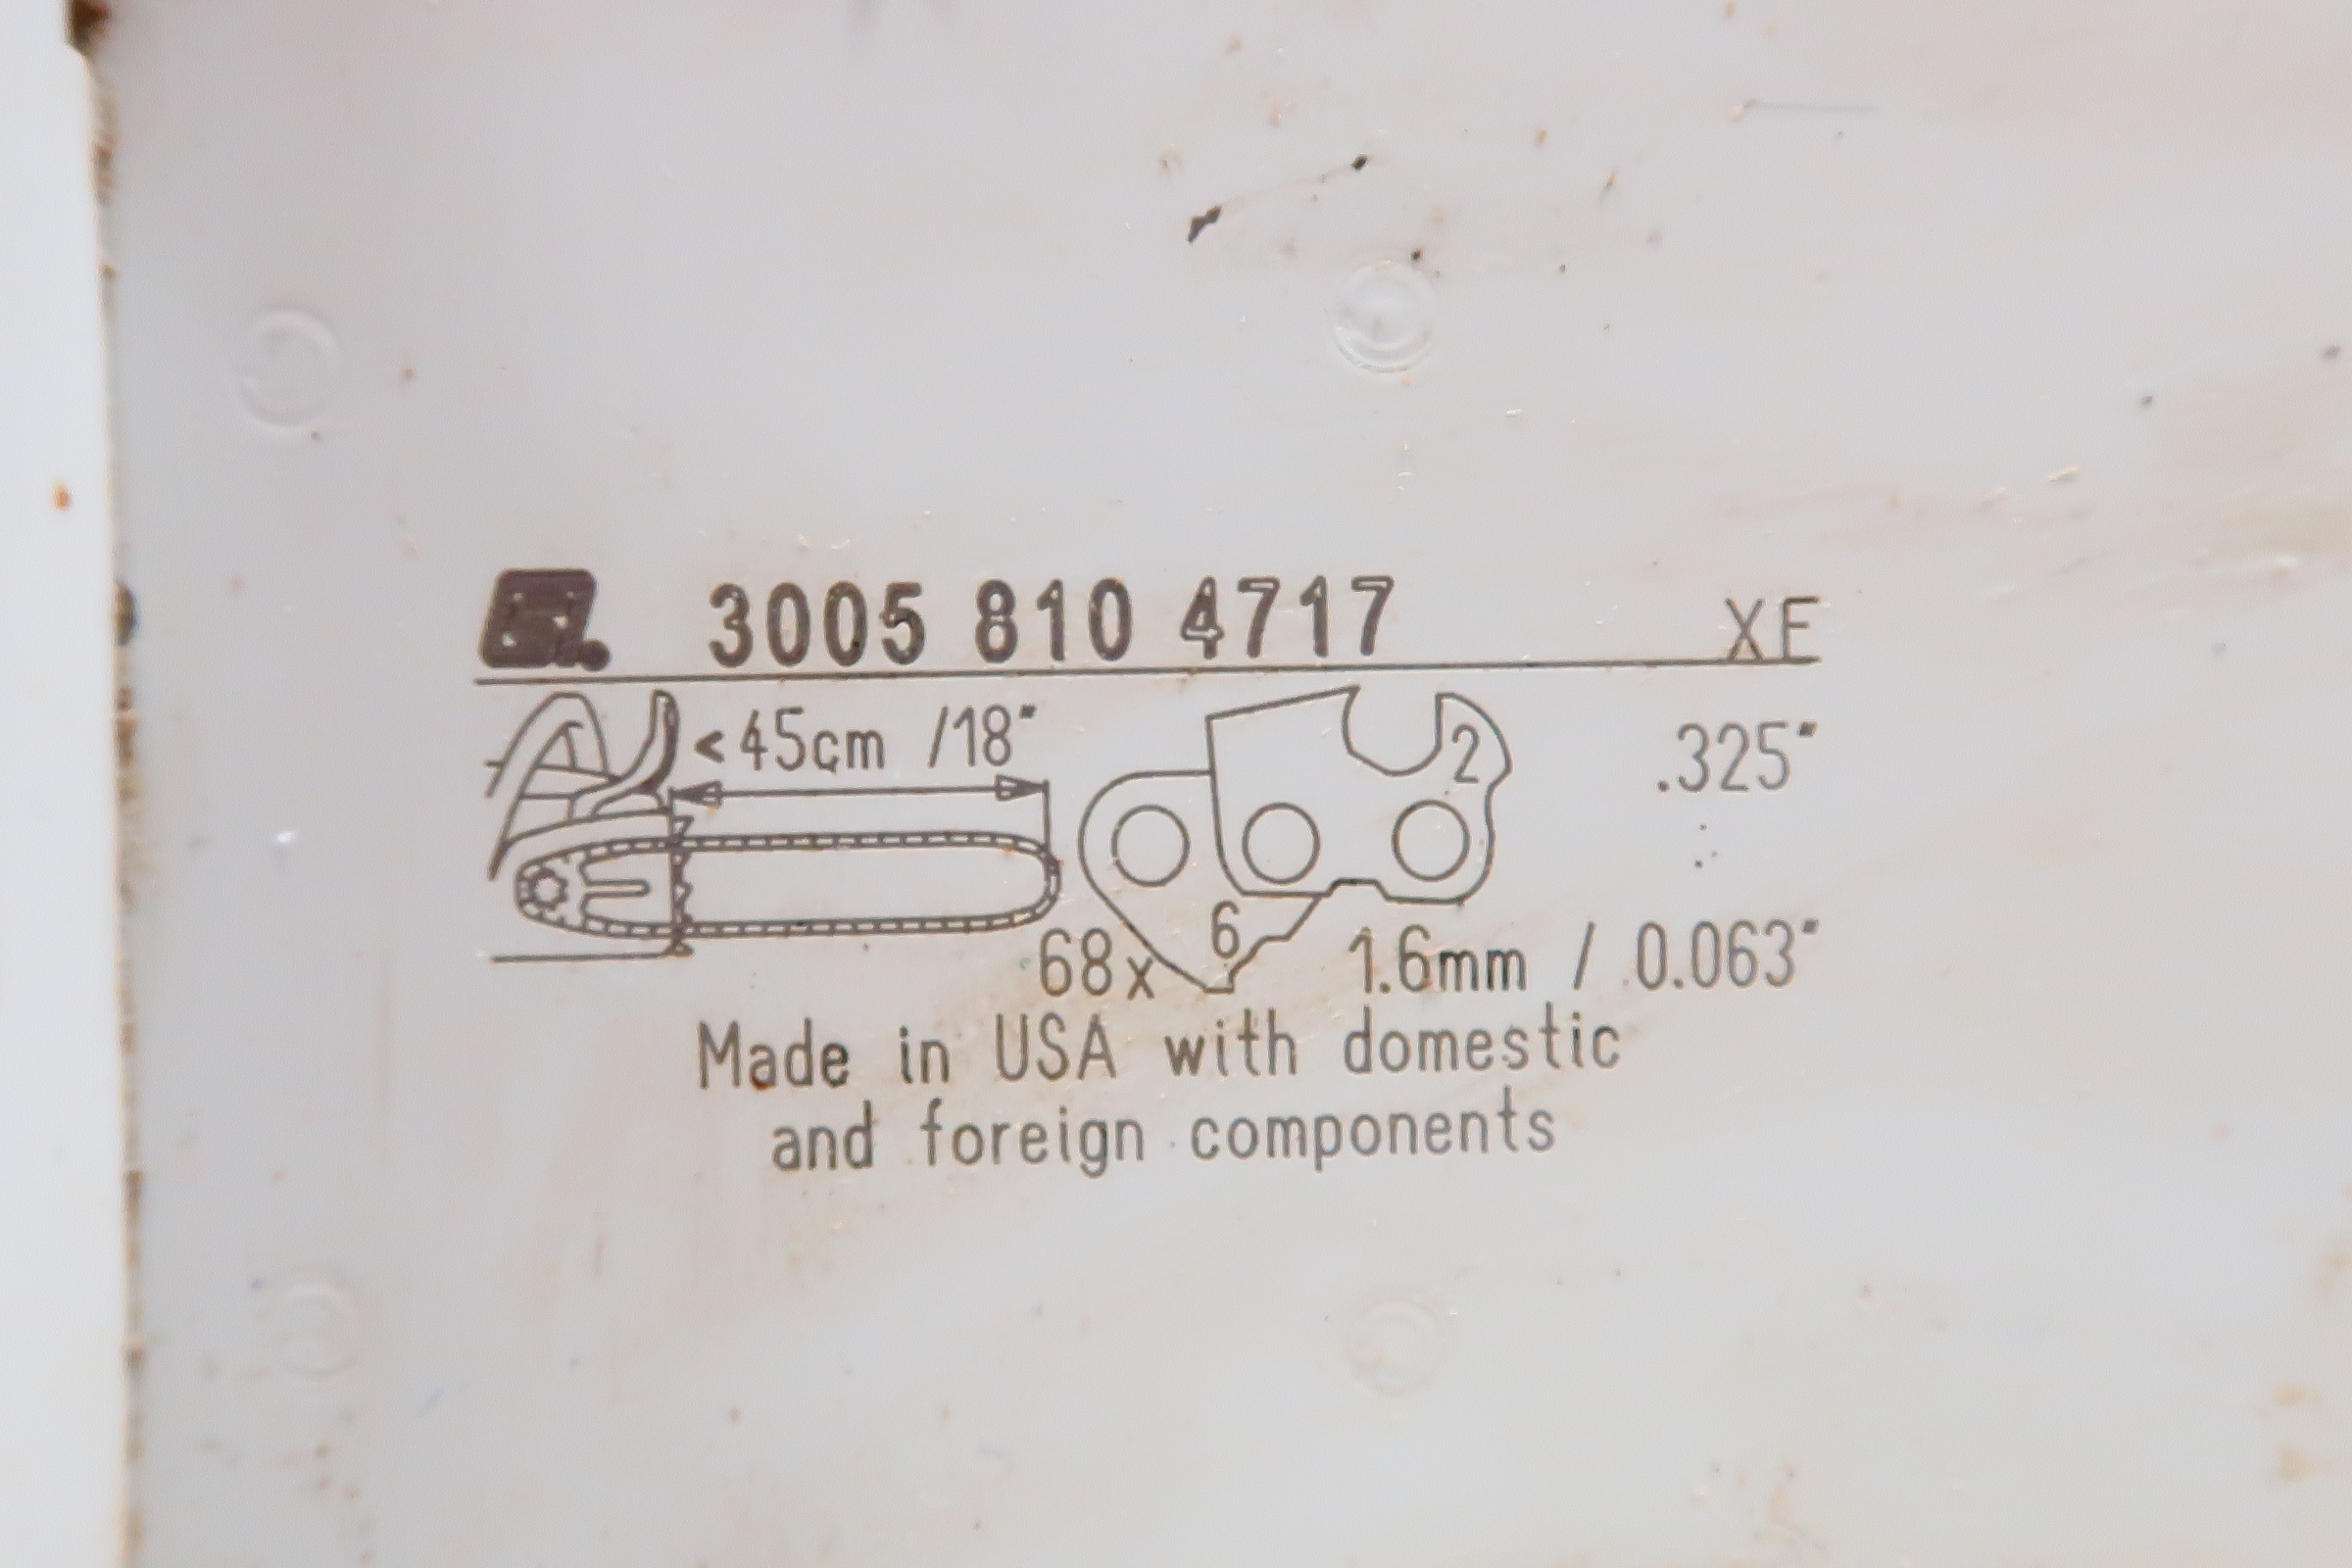 3005 810 4717 XE
<45cm /18"
2
.325"
6
68x
1.6mm / 0.063"
Made in USA with domestic
and foreign components